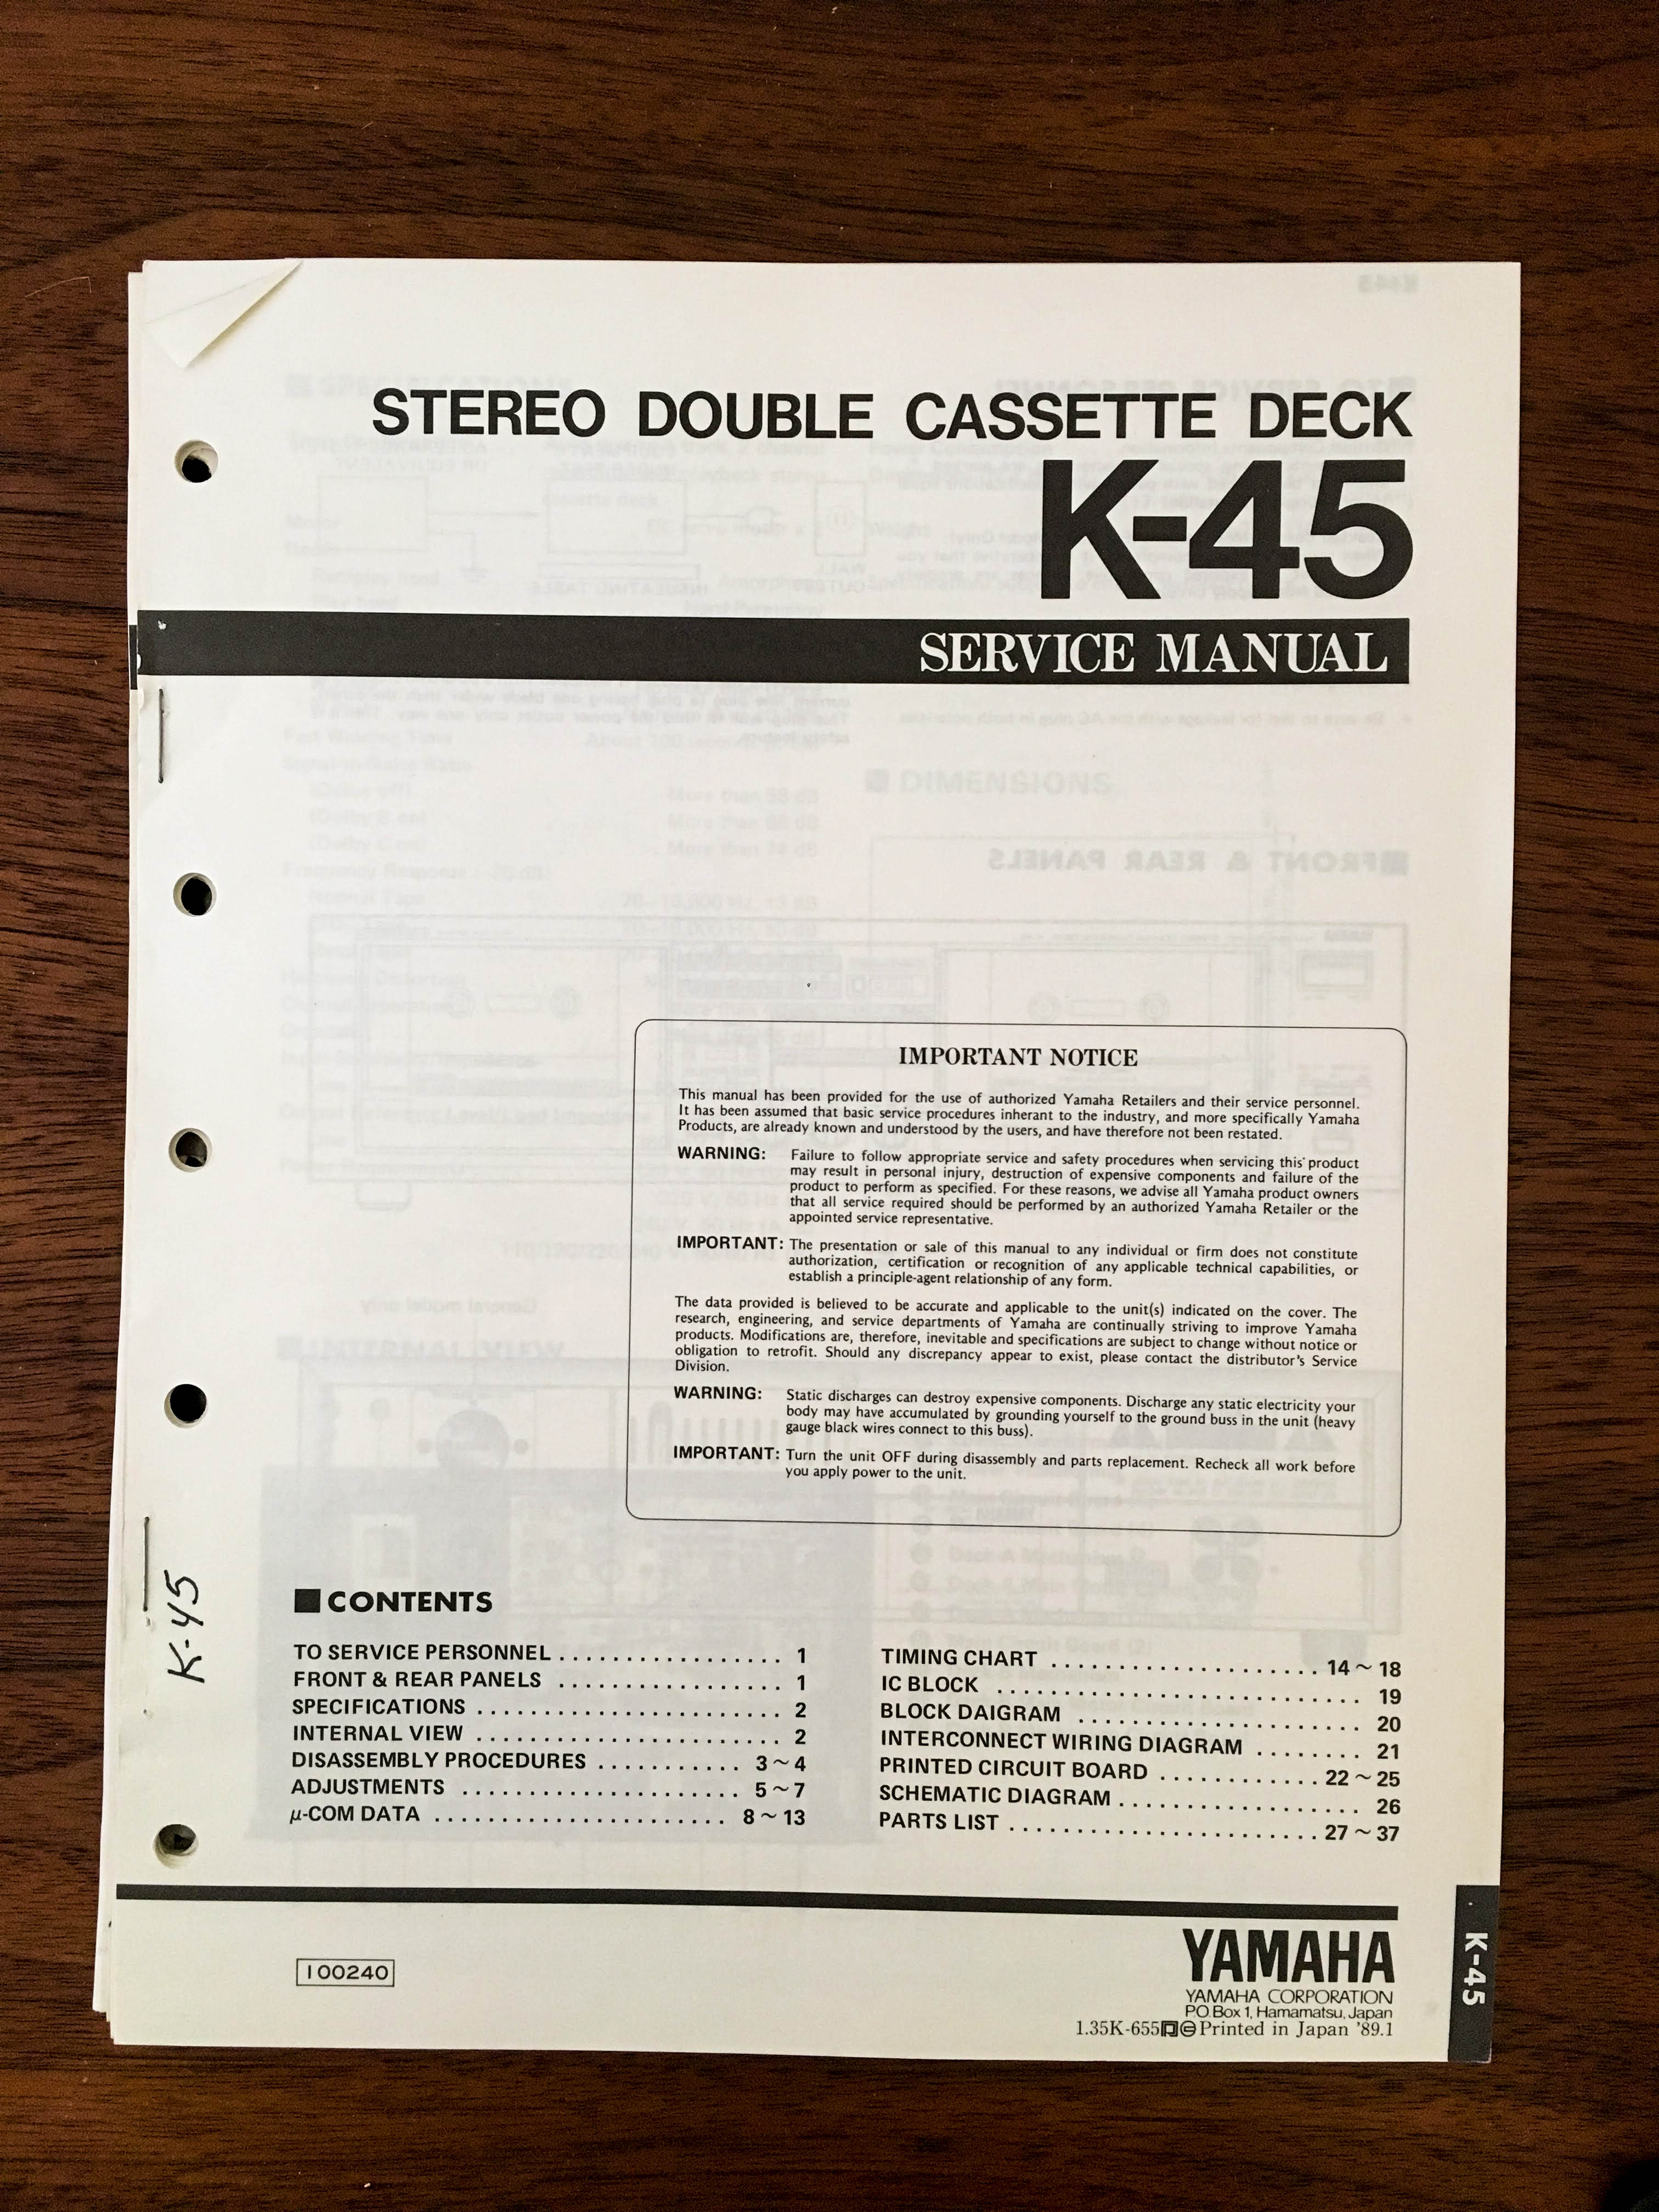 STEREO DOUBLE CASSETTE DECK
K-45
SERVICE MANUAL
■ DIMENSIONS
■ FRONT & REAR PANELS
IMPORTANT NOTICE
This manual has been provided for the use of authorized Yamaha Retailers and their service personnel.
It has been assumed that basic service procedures inherant to the industry, and more specifically Yamaha
Products, are already known and understood by the users, and have therefore not been restated.
WARNING: Failure to follow appropriate service and safety procedures when servicing this product
may result in personal injury, destruction of expensive components and failure of the
product to perform as specified. For these reasons, we advise all Yamaha product owners
that all service required should be performed by an authorized Yamaha Retailer or the
appointed service representative.
IMPORTANT: The presentation or sale of this manual to any individual or firm does not constitute
authorization, certification or recognition of any applicable technical capabilities, or
establish a principle-agent relationship of any form.
The data provided is believed to be accurate and applicable to the unit(s) indicated on the cover. The
research, engineering, and service departments of Yamaha are continually striving to improve Yamaha
products. Modifications are, therefore, inevitable and specifications are subject to change without notice or
obligation to retrofit. Should any discrepancy appear to exist, please contact the distributor's Service
Division.
WARNING: Static discharges can destroy expensive components. Discharge any static electricity your
body may have accumulated by grounding yourself to the ground buss in the unit (heavy
gauge black wires connect to this buss).
IMPORTANT: Turn the unit OFF during disassembly and parts replacement. Recheck all work before
you apply power to the unit.
K-45
■ CONTENTS
TO SERVICE PERSONNEL ................. 1
FRONT & REAR PANELS ................. 1
SPECIFICATIONS ....................... 2
INTERNAL VIEW ....................... 2
DISASSEMBLY PROCEDURES ........... 3 ~ 4
ADJUSTMENTS ..................... 5 ~ 7
μ-COM DATA ...................... 8 ~ 13
TIMING CHART .................... 14 ~ 18
IC BLOCK ........................... 19
BLOCK DAIGRAM ..................... 20
INTERCONNECT WIRING DIAGRAM ........ 21
PRINTED CIRCUIT BOARD ............ 22 ~ 25
SCHEMATIC DIAGRAM .................. 26
PARTS LIST ....................... 27 ~ 37
100240
YAMAHA
YAMAHA CORPORATION
P.O.Box 1, Hamamatsu, Japan
1.35K-655 Printed in Japan '89.1
K-45